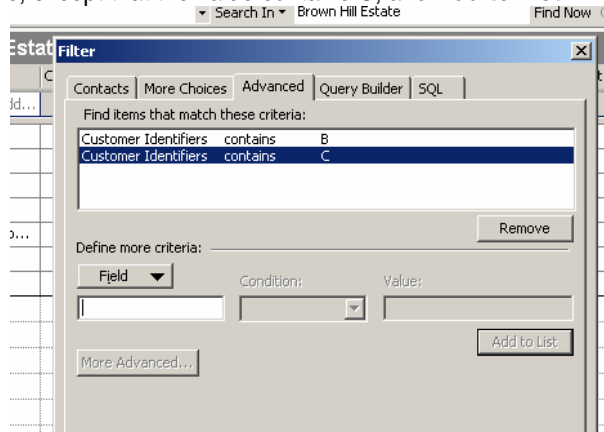 Search In Brown Hill Estate Find Now
Estat
Filter
Contacts More Choices Advanced Query Builder SQL
dd...
Find items that match these criteria:
Customer Identifiers contains B
Customer Identifiers contains C
Remove
Define more criteria:
Field
Condition:
Value:
Add to List
More Advanced...